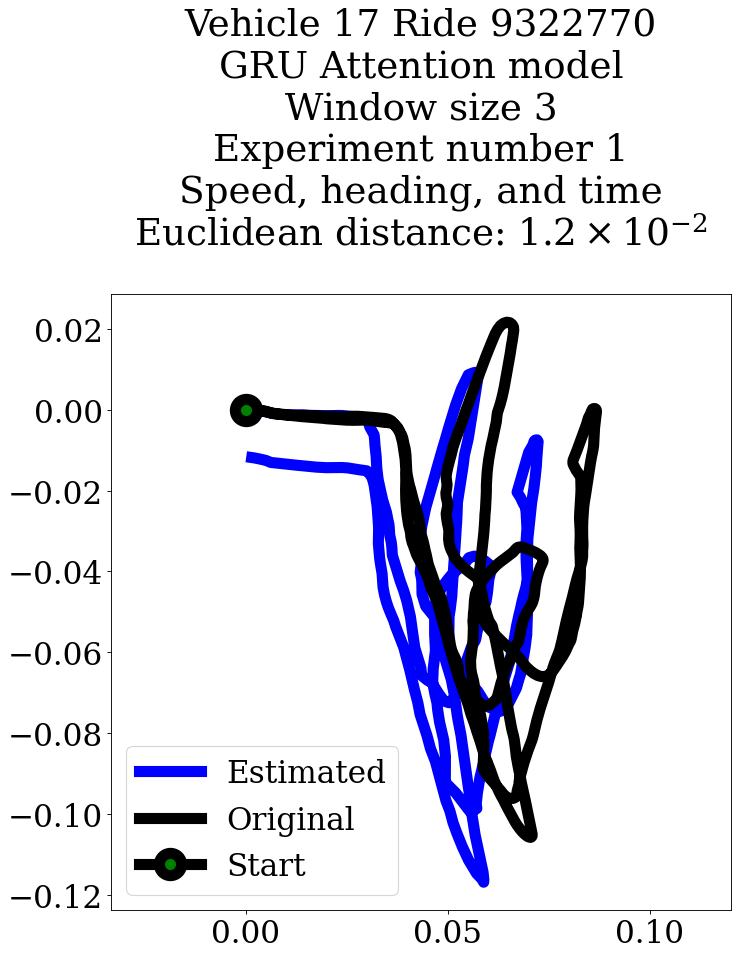 Vehicle 17 Ride 9322770
GRU Attention model
Window size 3
Experiment number 1
Speed, heading, and time
Euclidean distance: 1.2 × 10⁻²
0.02
0.00
−0.02
−0.04
−0.06
−0.08
−0.10
−0.12
Estimated
Original
Start
0.00 0.05 0.10